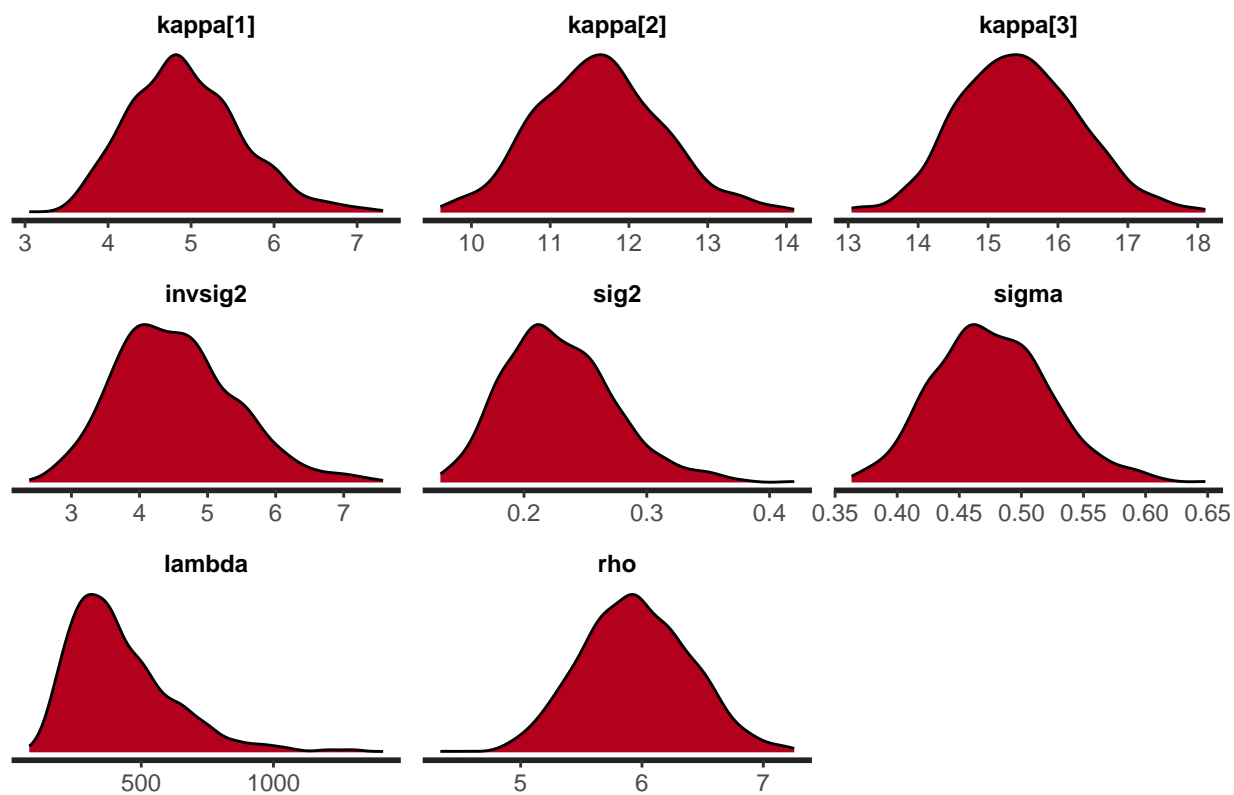 kappa[1] kappa[2] kappa[3]
3 4 5 6 7 10 11 12 13 14 13 14 15 16 17 18
invsig2 sig2 sigma
3 4 5 6 7 0.2 0.3 0.4 0.35 0.40 0.45 0.50 0.55 0.60 0.65
lambda rho
500 1000 5 6 7